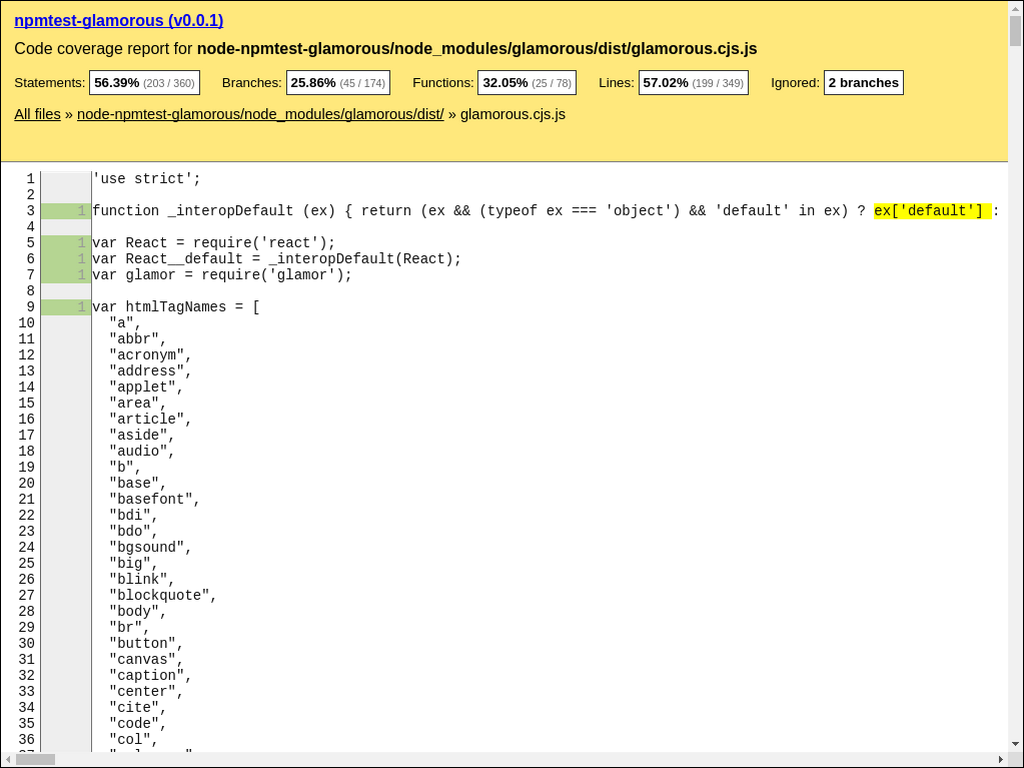 npmtest-glamorous (v0.0.1)
Code coverage report for node-npmtest-glamorous/node_modules/glamorous/dist/glamorous.cjs.js
Statements: 56.39% (203 / 360) Branches: 25.86% (45 / 174) Functions: 32.05% (25 / 78) Lines: 57.02% (199 / 349) Ignored: 2 branches
All files » node-npmtest-glamorous/node_modules/glamorous/dist/ » glamorous.cjs.js
1 'use strict';
2
3 1 function _interopDefault (ex) { return (ex && (typeof ex === 'object') && 'default' in ex) ? ex['default'] :
4
5 1 var React = require('react');
6 1 var React__default = _interopDefault(React);
7 1 var glamor = require('glamor');
8
9 1 var htmlTagNames = [
10 "a",
11 "abbr",
12 "acronym",
13 "address",
14 "applet",
15 "area",
16 "article",
17 "aside",
18 "audio",
19 "b",
20 "base",
21 "basefont",
22 "bdi",
23 "bdo",
24 "bgsound",
25 "big",
26 "blink",
27 "blockquote",
28 "body",
29 "br",
30 "button",
31 "canvas",
32 "caption",
33 "center",
34 "cite",
35 "code",
36 "col",